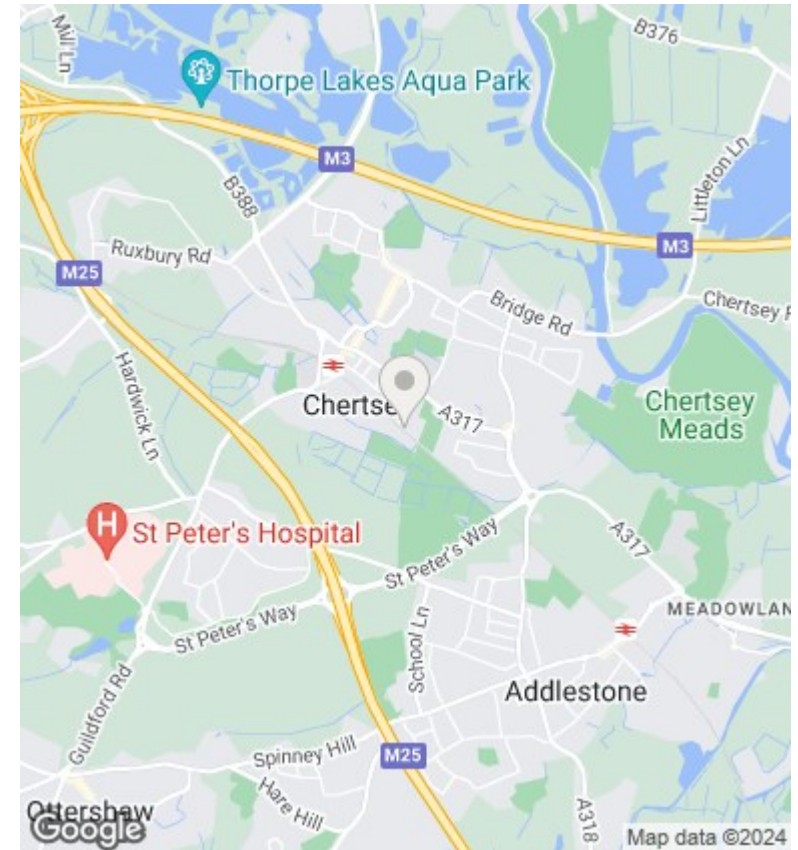 Mill Ln
B376
Thorpe Lakes Aqua Park
M3
Littleton Ln
B388
M3
Ruxbury Rd
M25
Bridge Rd
Chertsey
Hardwick Ln
A317
Chertsey
Meads
H
St Peter's Hospital
A317
St Peter's Way
St Peter's Way
MEADOWLAN
School Ln
Addlestone
Guildford Rd
Spinney Hill
M25
Hare Hill
A318
Ottershaw
Google
Map data ©2024